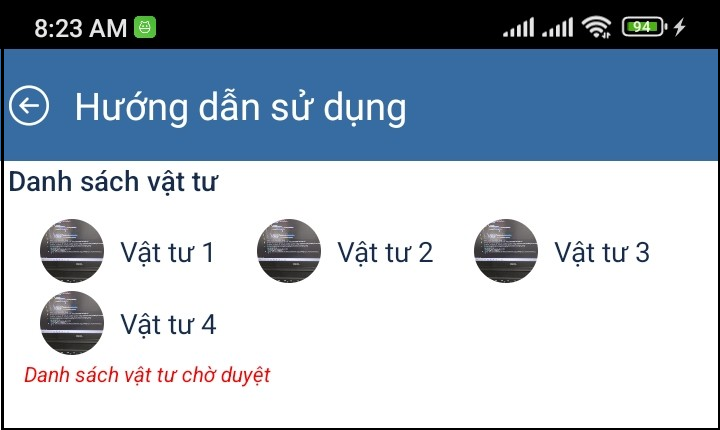 8:23 AM 94
Hướng dẫn sử dụng
Danh sách vật tư
Vật tư 1 Vật tư 2 Vật tư 3
Vật tư 4
Danh sách vật tư chờ duyệt